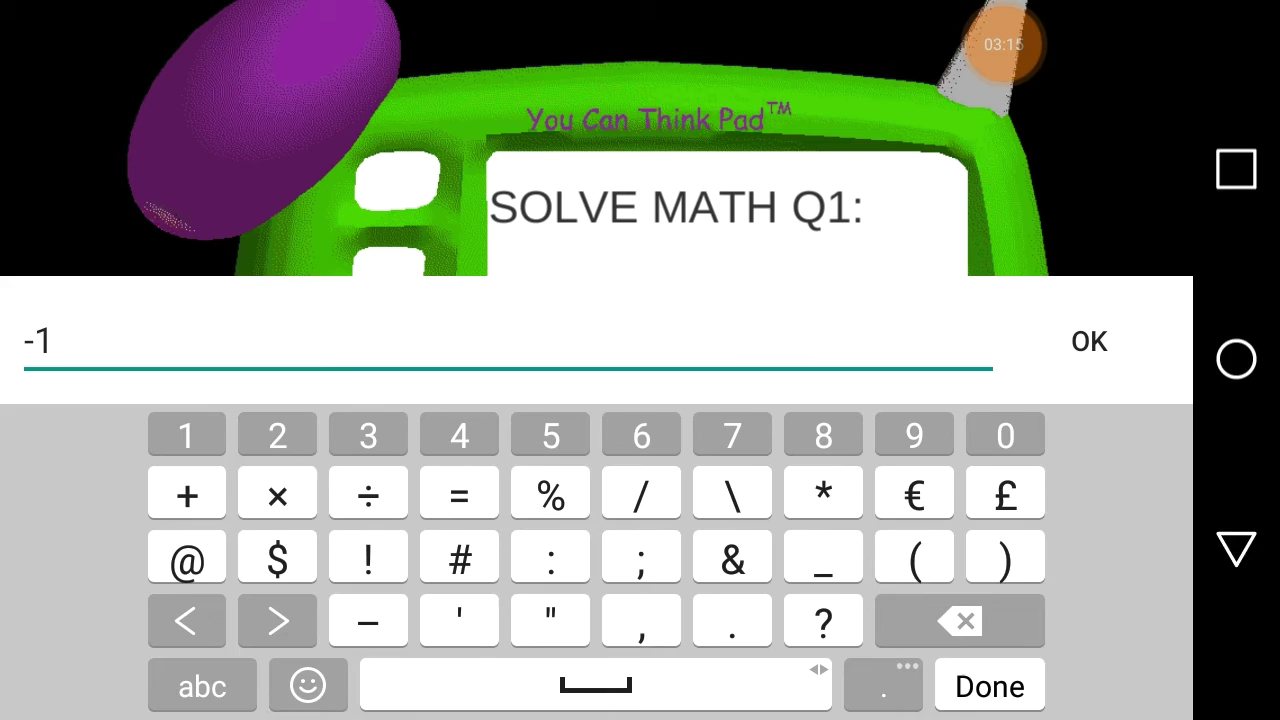 03:15
You Can Think Pad™
SOLVE MATH Q1:
-1
OK
1 2 3 4 5 6 7 8 9 0
+ × ÷ = % / \ * € £
@ $ ! # : ; & _ ( )
< > – ' " , . ?
abc . Done